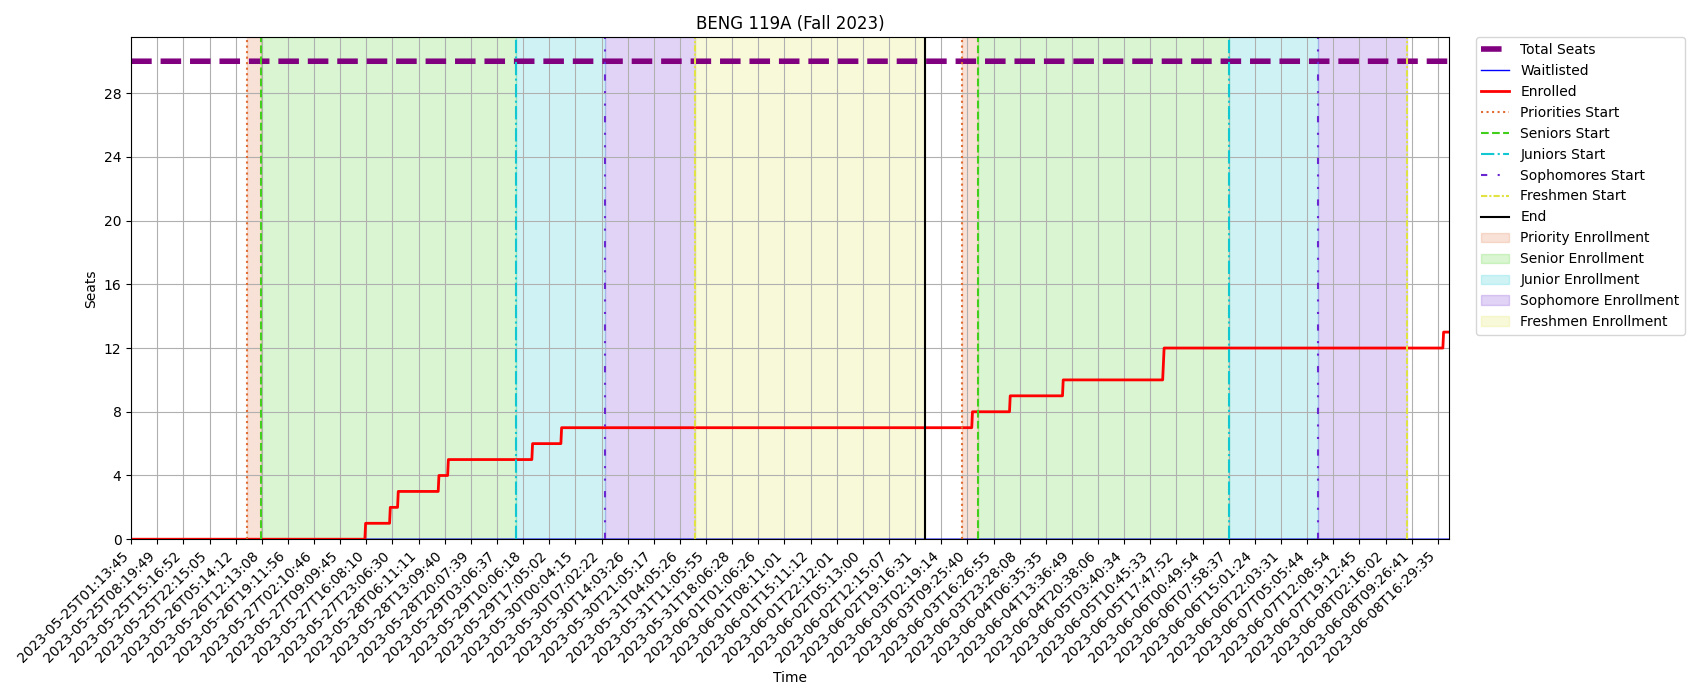 BENG 119A (Fall 2023)
Seats
28
24
20
16
12
8
4
0
2023-05-25T01:13:45
2023-05-25T08:19:49
2023-05-25T15:16:52
2023-05-25T22:15:05
2023-05-26T05:14:12
2023-05-26T12:13:08
2023-05-26T19:11:56
2023-05-27T02:10:46
2023-05-27T09:09:45
2023-05-27T16:08:10
2023-05-27T23:06:30
2023-05-28T06:11:11
2023-05-28T13:09:40
2023-05-28T20:07:39
2023-05-29T03:06:37
2023-05-29T10:06:18
2023-05-29T17:05:02
2023-05-30T00:04:15
2023-05-30T07:02:22
2023-05-30T14:03:26
2023-05-30T21:05:17
2023-05-31T04:05:26
2023-05-31T11:05:55
2023-05-31T18:06:28
2023-06-01T01:06:26
2023-06-01T08:11:01
2023-06-01T15:11:12
2023-06-01T22:12:01
2023-06-02T05:13:00
2023-06-02T12:15:07
2023-06-02T19:16:31
2023-06-03T02:19:14
2023-06-03T09:25:40
2023-06-03T16:26:55
2023-06-03T23:28:08
2023-06-04T06:35:35
2023-06-04T13:36:49
2023-06-04T20:38:06
2023-06-05T03:40:34
2023-06-05T10:45:33
2023-06-05T17:47:52
2023-06-06T00:49:54
2023-06-06T07:58:37
2023-06-06T15:01:24
2023-06-06T22:03:31
2023-06-07T05:05:44
2023-06-07T12:08:54
2023-06-07T19:12:45
2023-06-08T02:16:02
2023-06-08T09:26:41
2023-06-08T16:29:35
Time
Total Seats
Waitlisted
Enrolled
Priorities Start
Seniors Start
Juniors Start
Sophomores Start
Freshmen Start
End
Priority Enrollment
Senior Enrollment
Junior Enrollment
Sophomore Enrollment
Freshmen Enrollment